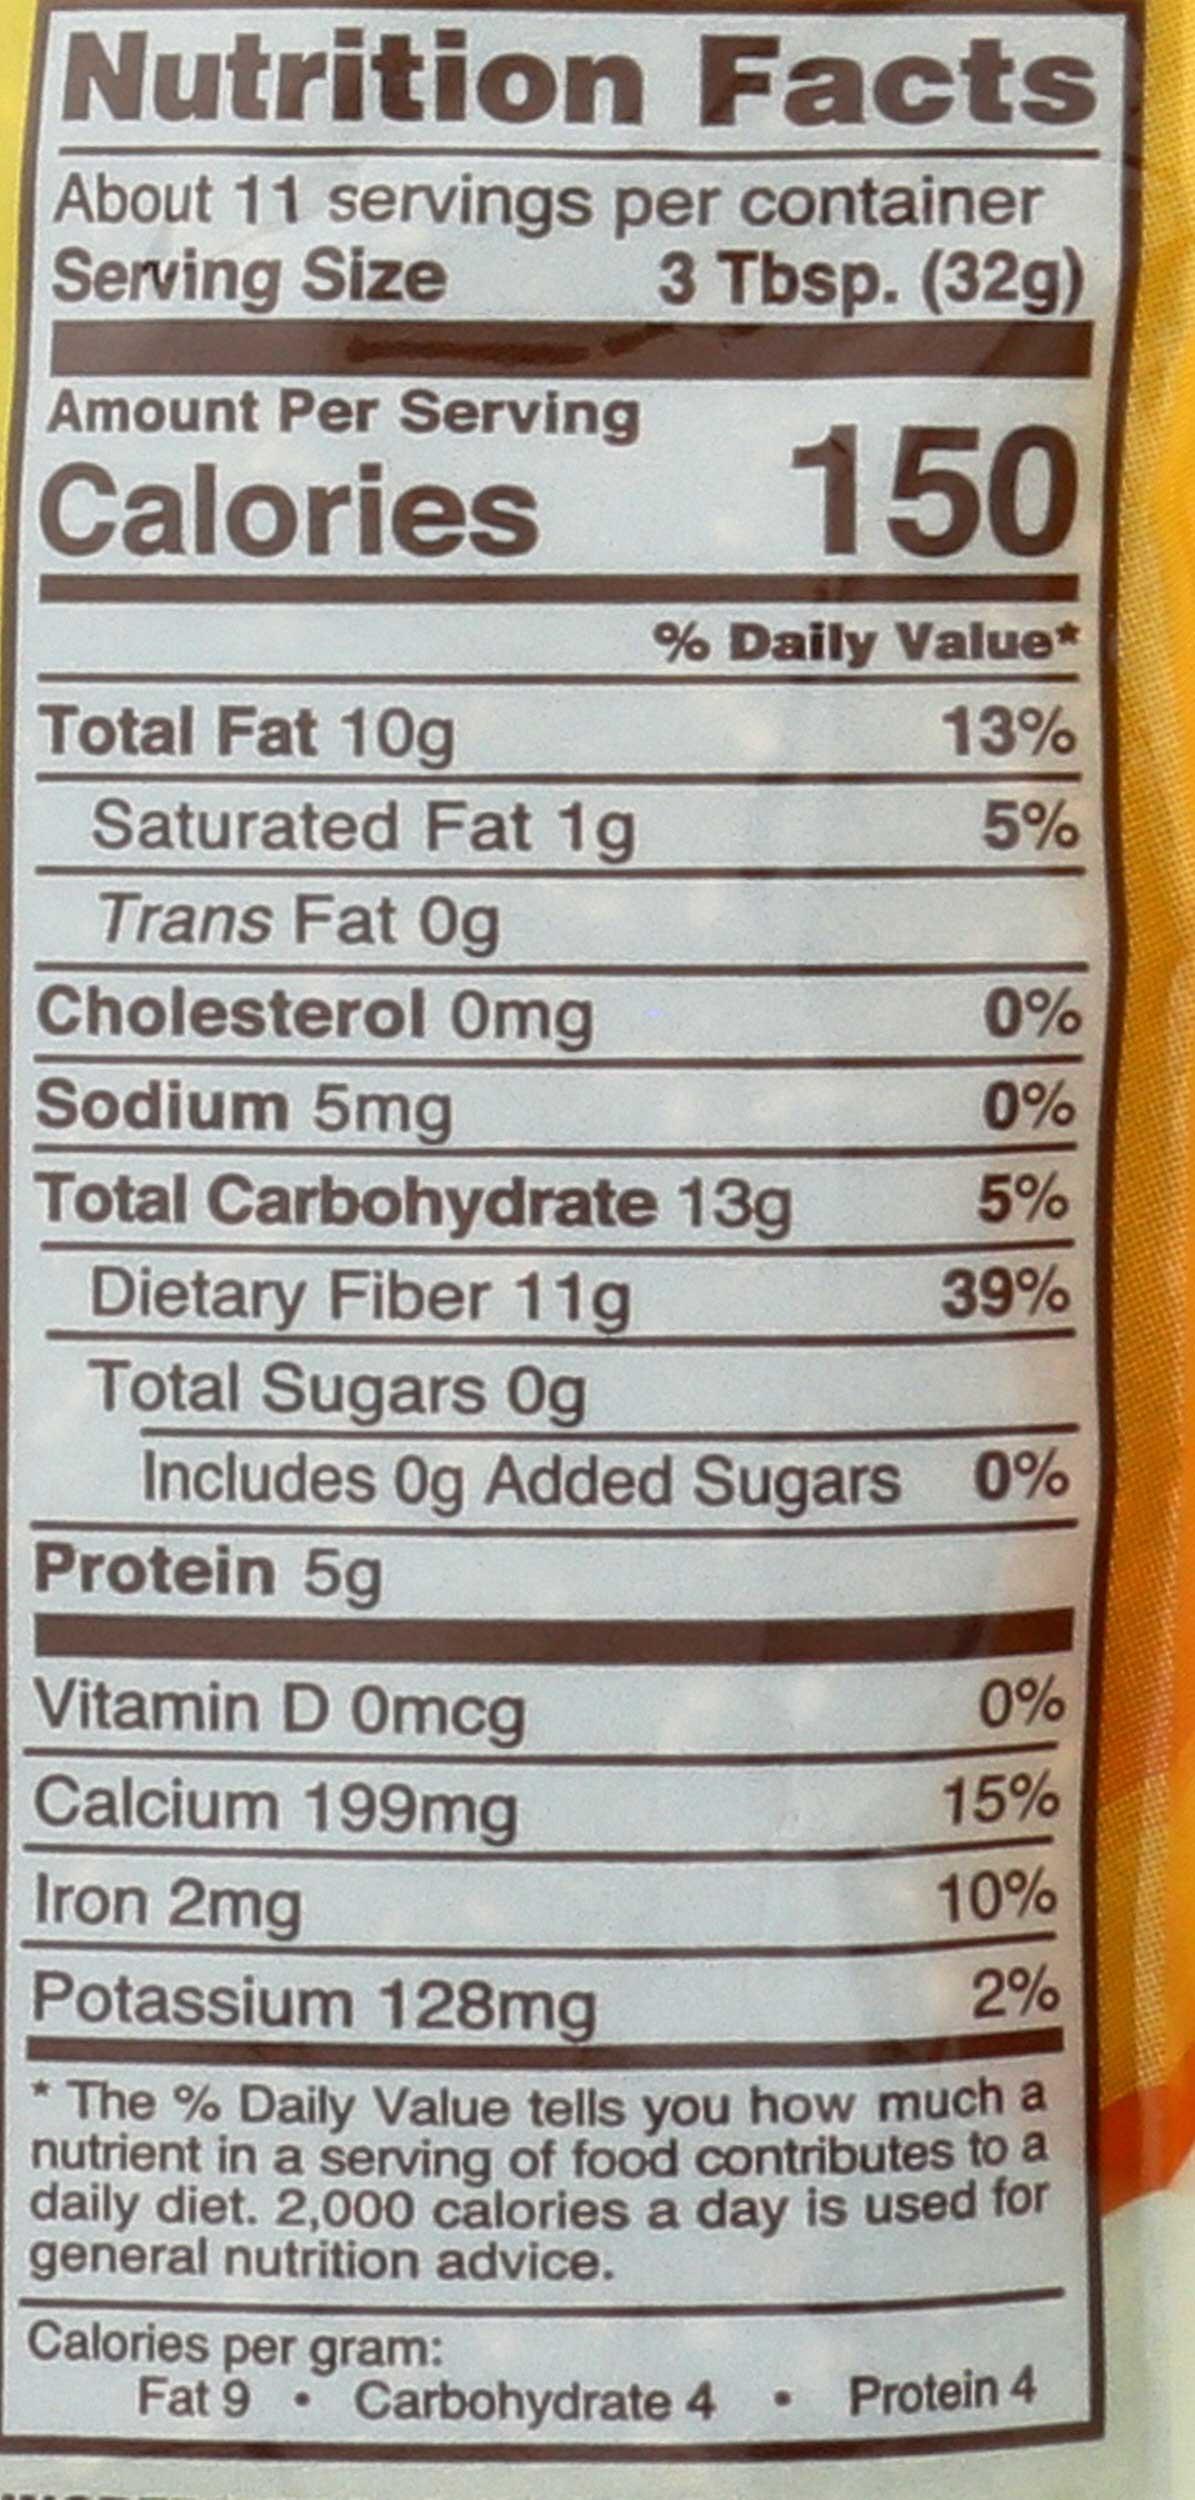 Nutrition Facts
About 11 servings per container
Serving Size 3 Tbsp. (32g)
Amount Per Serving
Calories 150
% Daily Value*
Total Fat 10g 13%
Saturated Fat 1g 5%
Trans Fat 0g
Cholesterol 0mg 0%
Sodium 5mg 0%
Total Carbohydrate 13g 5%
Dietary Fiber 11g 39%
Total Sugars 0g
Includes 0g Added Sugars 0%
Protein 5g
Vitamin D 0mcg 0%
Calcium 199mg 15%
Iron 2mg 10%
Potassium 128mg 2%
* The % Daily Value tells you how much a
nutrient in a serving of food contributes to a
daily diet. 2,000 calories a day is used for
general nutrition advice.
Calories per gram:
Fat 9 • Carbohydrate 4 • Protein 4